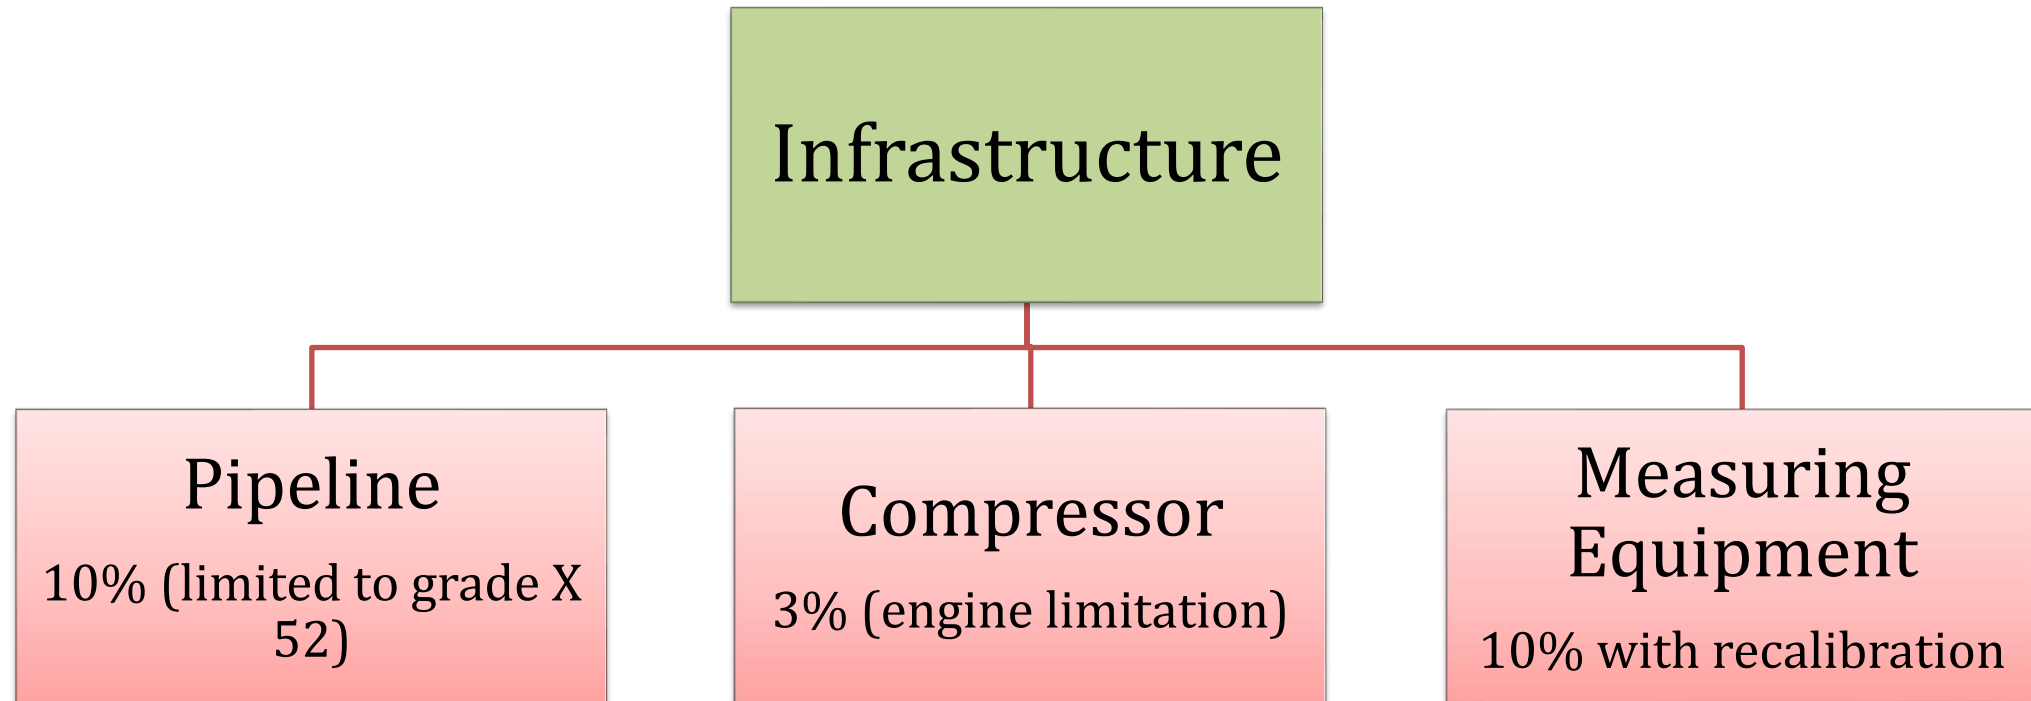 Infrastructure
Pipeline
10% (limited to grade X
52)
Compressor
3% (engine limitation)
Measuring
Equipment
10% with recalibration